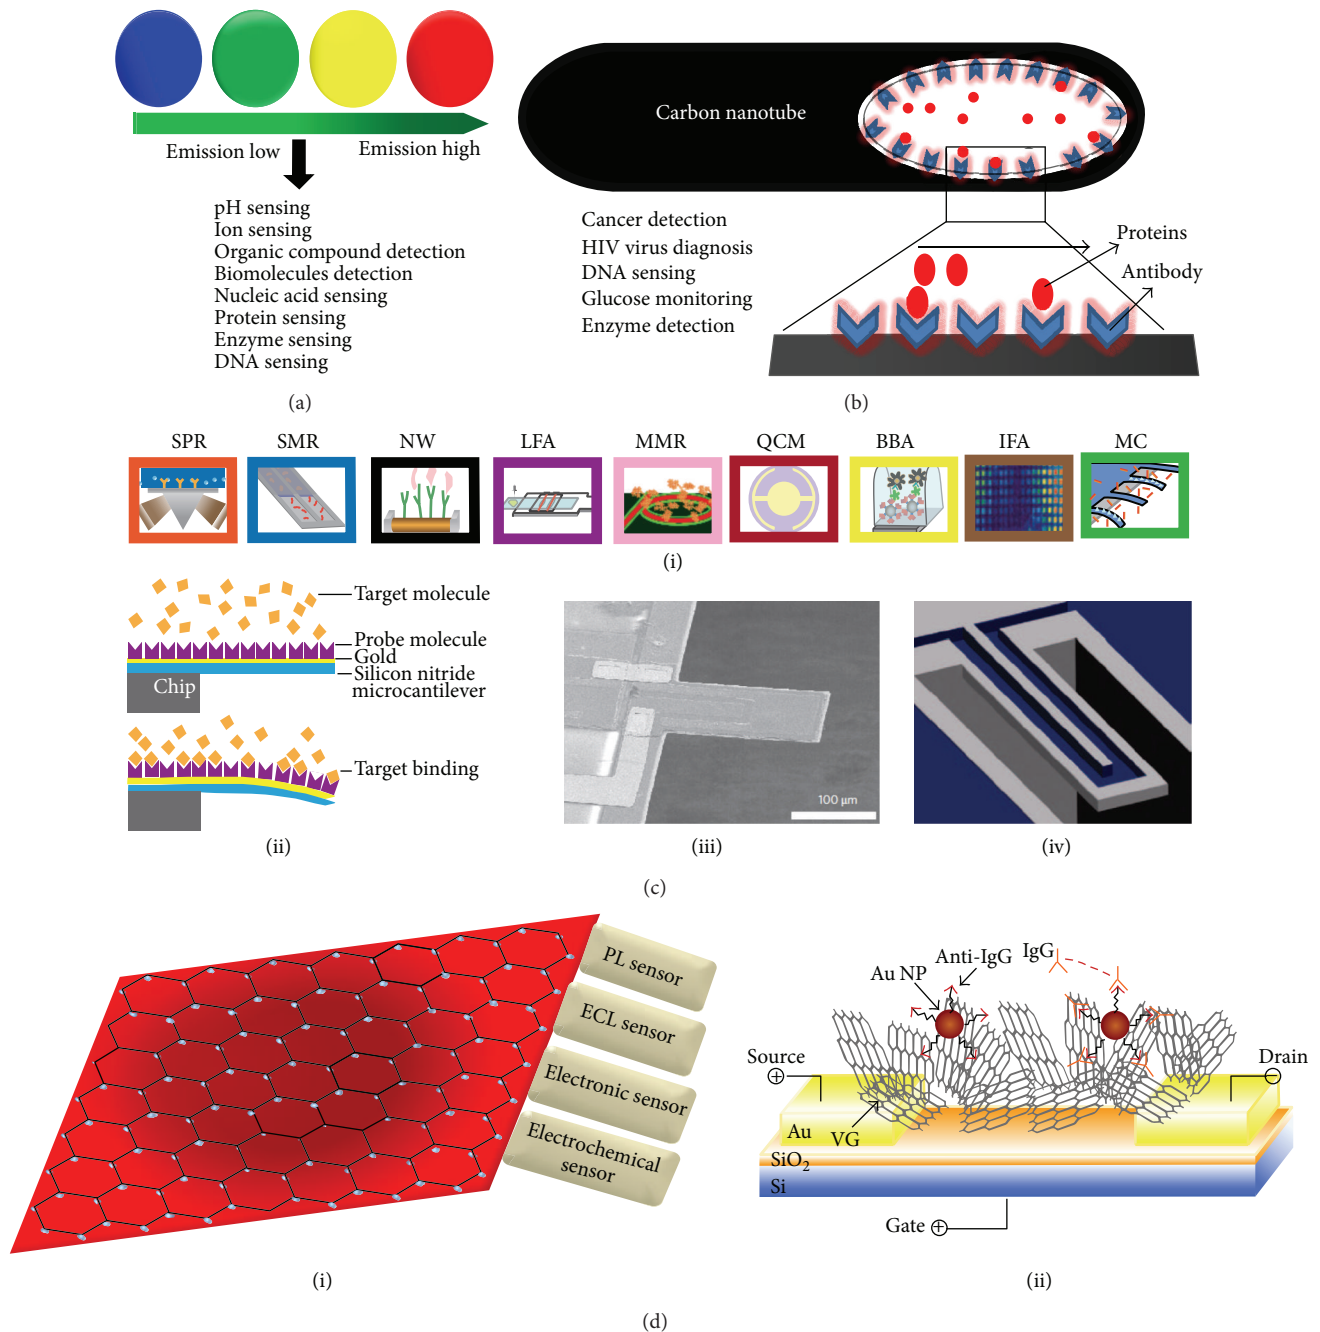 Emission low
Emission high
pH sensing
Ion sensing
Organic compound detection
Biomolecules detection
Nucleic acid sensing
Protein sensing
Enzyme sensing
DNA sensing
(a)
Carbon nanotube
Cancer detection
HIV virus diagnosis
DNA sensing
Glucose monitoring
Enzyme detection
Proteins
Antibody
(b)
SPR
SMR
NW
LFA
MMR
QCM
BBA
IFA
MC
(i)
Target molecule
Probe molecule
Gold
Silicon nitride
microcantilever
Chip
Target binding
(ii)
100 μm
(iii)
(iv)
(c)
PL sensor
ECL sensor
Electronic sensor
Electrochemical
sensor
(i)
Anti-IgG
IgG
Au NP
Source
Drain
Au
VG
SiO2
Si
Gate
(ii)
(d)